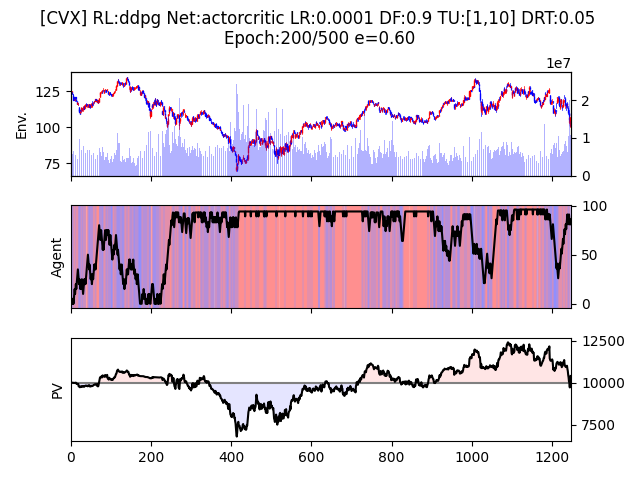 [CVX] RL:ddpg Net:actorcritic LR:0.0001 DF:0.9 TU:[1,10] DRT:0.05
Epoch:200/500 e=0.60
1e7
Env.
125
100
75
2
1
0
Agent
100
50
0
PV
12500
10000
7500
0 200 400 600 800 1000 1200